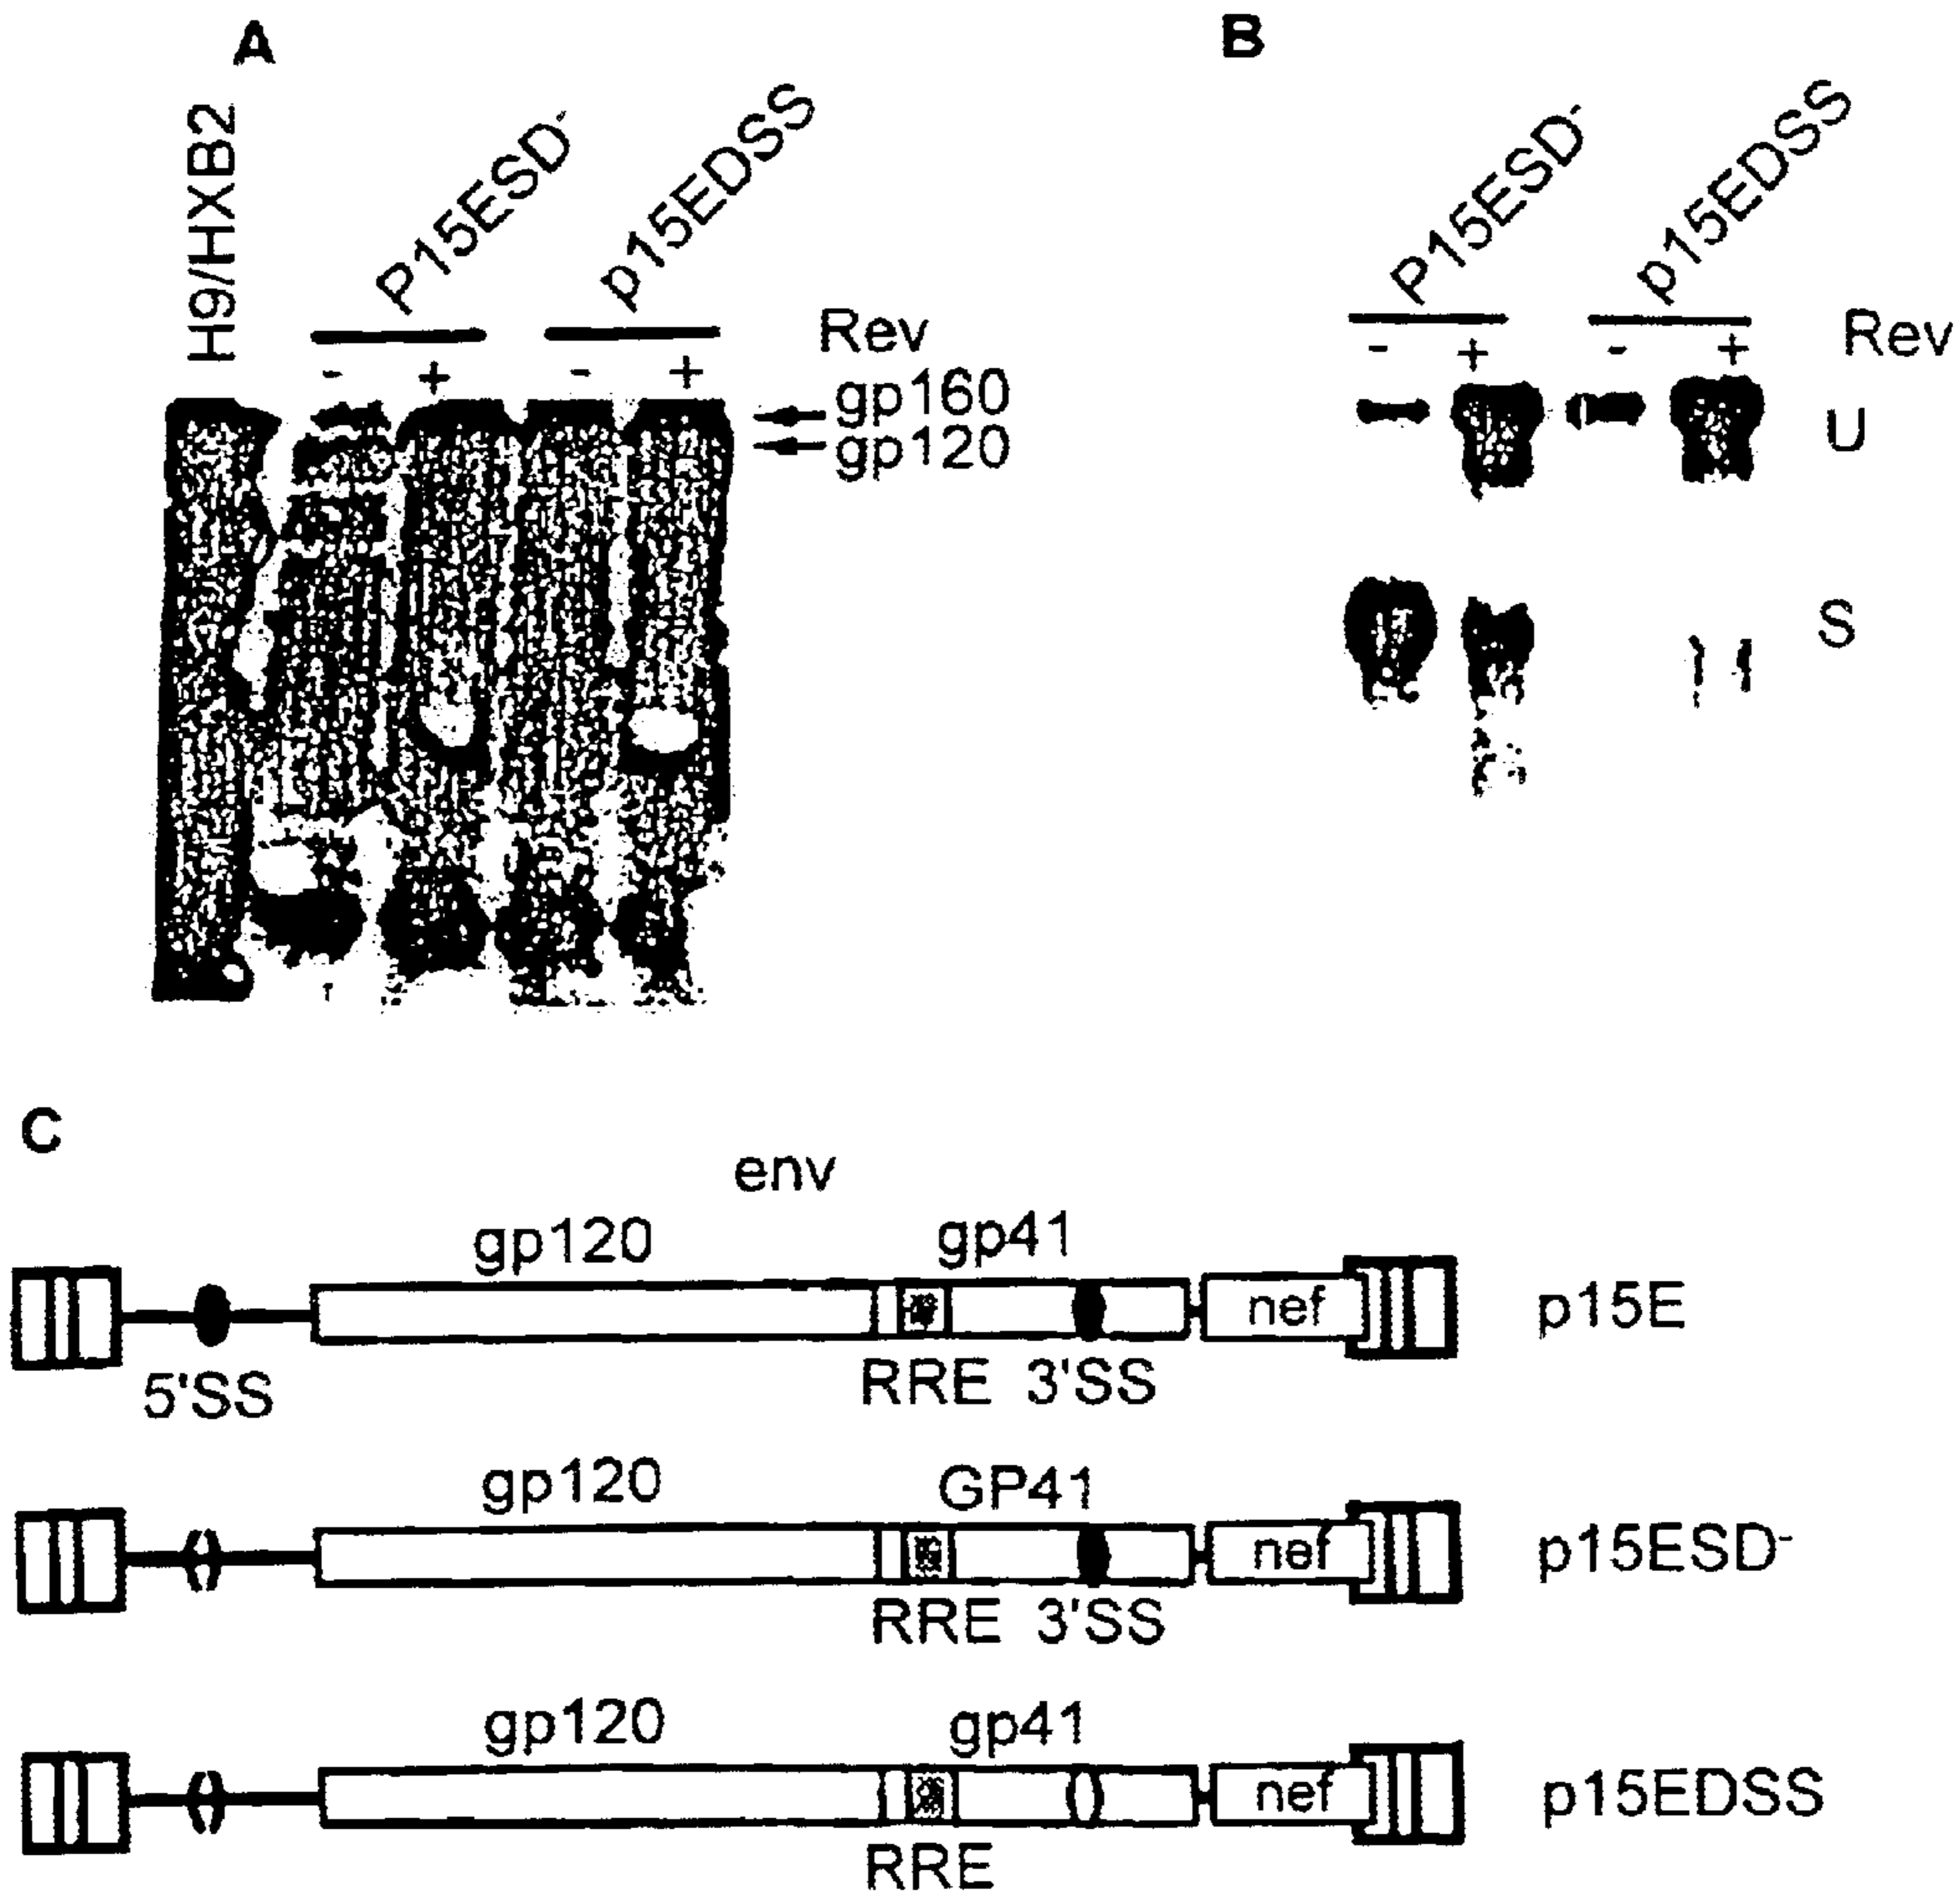 A
H9/HXB2
P15ESD-
p15EDSS
Rev
- + - +
gp160
gp120
B
P15ESD-
p15EDSS
Rev
- + - +
U
S
C
env
gp120 gp41
nef
p15E
5'SS
RRE 3'SS
gp120 GP41
nef
p15ESD-
RRE 3'SS
gp120 gp41
nef
p15EDSS
RRE